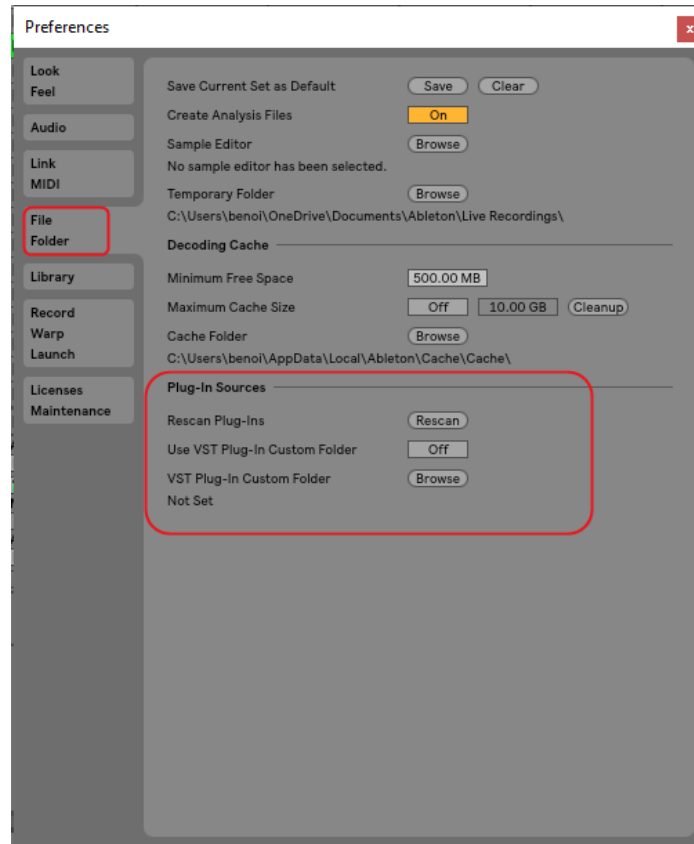 Preferences
x
Look
Feel
Audio
Link
MIDI
File
Folder
Library
Record
Warp
Launch
Licenses
Maintenance
Save Current Set as Default Save Clear
Create Analysis Files On
Sample Editor Browse
No sample editor has been selected.
Temporary Folder Browse
C:\Users\benoi\OneDrive\Documents\Ableton\Live Recordings\
Decoding Cache
Minimum Free Space 500.00 MB
Maximum Cache Size Off 10.00 GB Cleanup
Cache Folder Browse
C:\Users\benoi\AppData\Local\Ableton\Cache\Cache\
Plug-In Sources
Rescan Plug-Ins Rescan
Use VST Plug-In Custom Folder Off
VST Plug-In Custom Folder Browse
Not Set